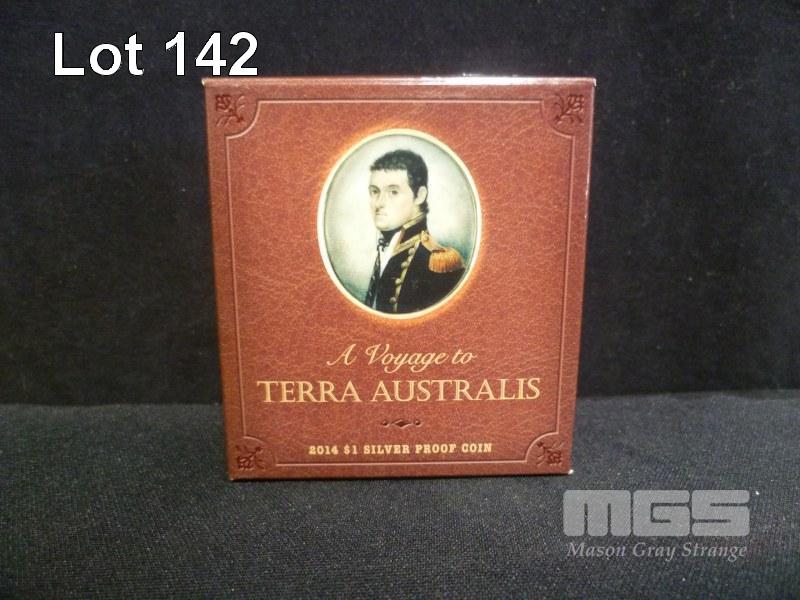 Lot 142
A Voyage to
TERRA AUSTRALIS
2014 $1 SILVER PROOF COIN
MGS
Mason Gray Strange